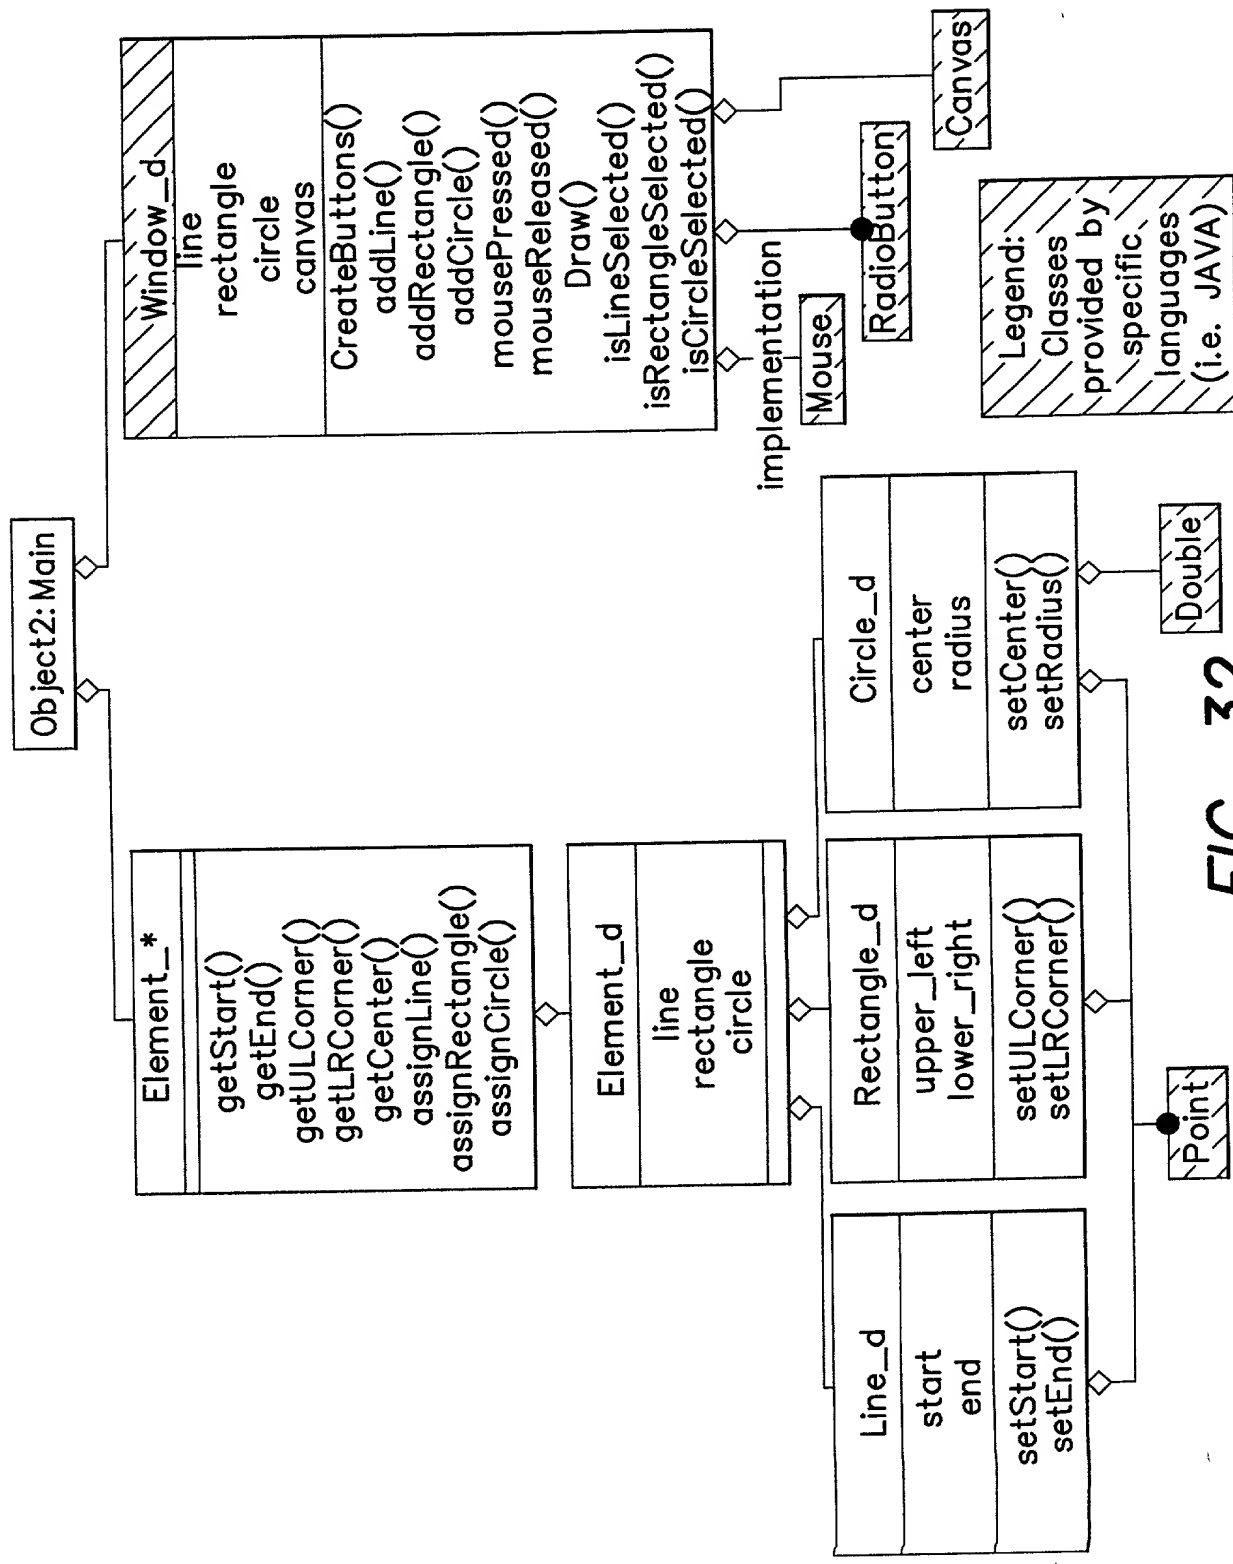 Object2: Main
Element_*
getStart()
getEnd()
getULCorner()
getLRCorner()
getCenter()
assignLine()
assignRectangle()
assignCircle()
Element_d
line
rectangle
circle
Line_d
start
end
setStart()
setEnd()
Rectangle_d
upper_left
lower_right
setULCorner()
setLRCorner()
Circle_d
center
radius
setCenter()
setRadius()
Point
Double
Window_d
line
rectangle
circle
canvas
CreateButtons()
addLine()
addRectangle()
addCircle()
mousePressed()
mouseReleased()
Draw()
isLineSelected()
isRectangleSelected()
isCircleSelected()
implementation
Mouse
RadioButton
Canvas
Legend:
Classes
provided by
specific
languages
(i.e. JAVA)
FIG. 32